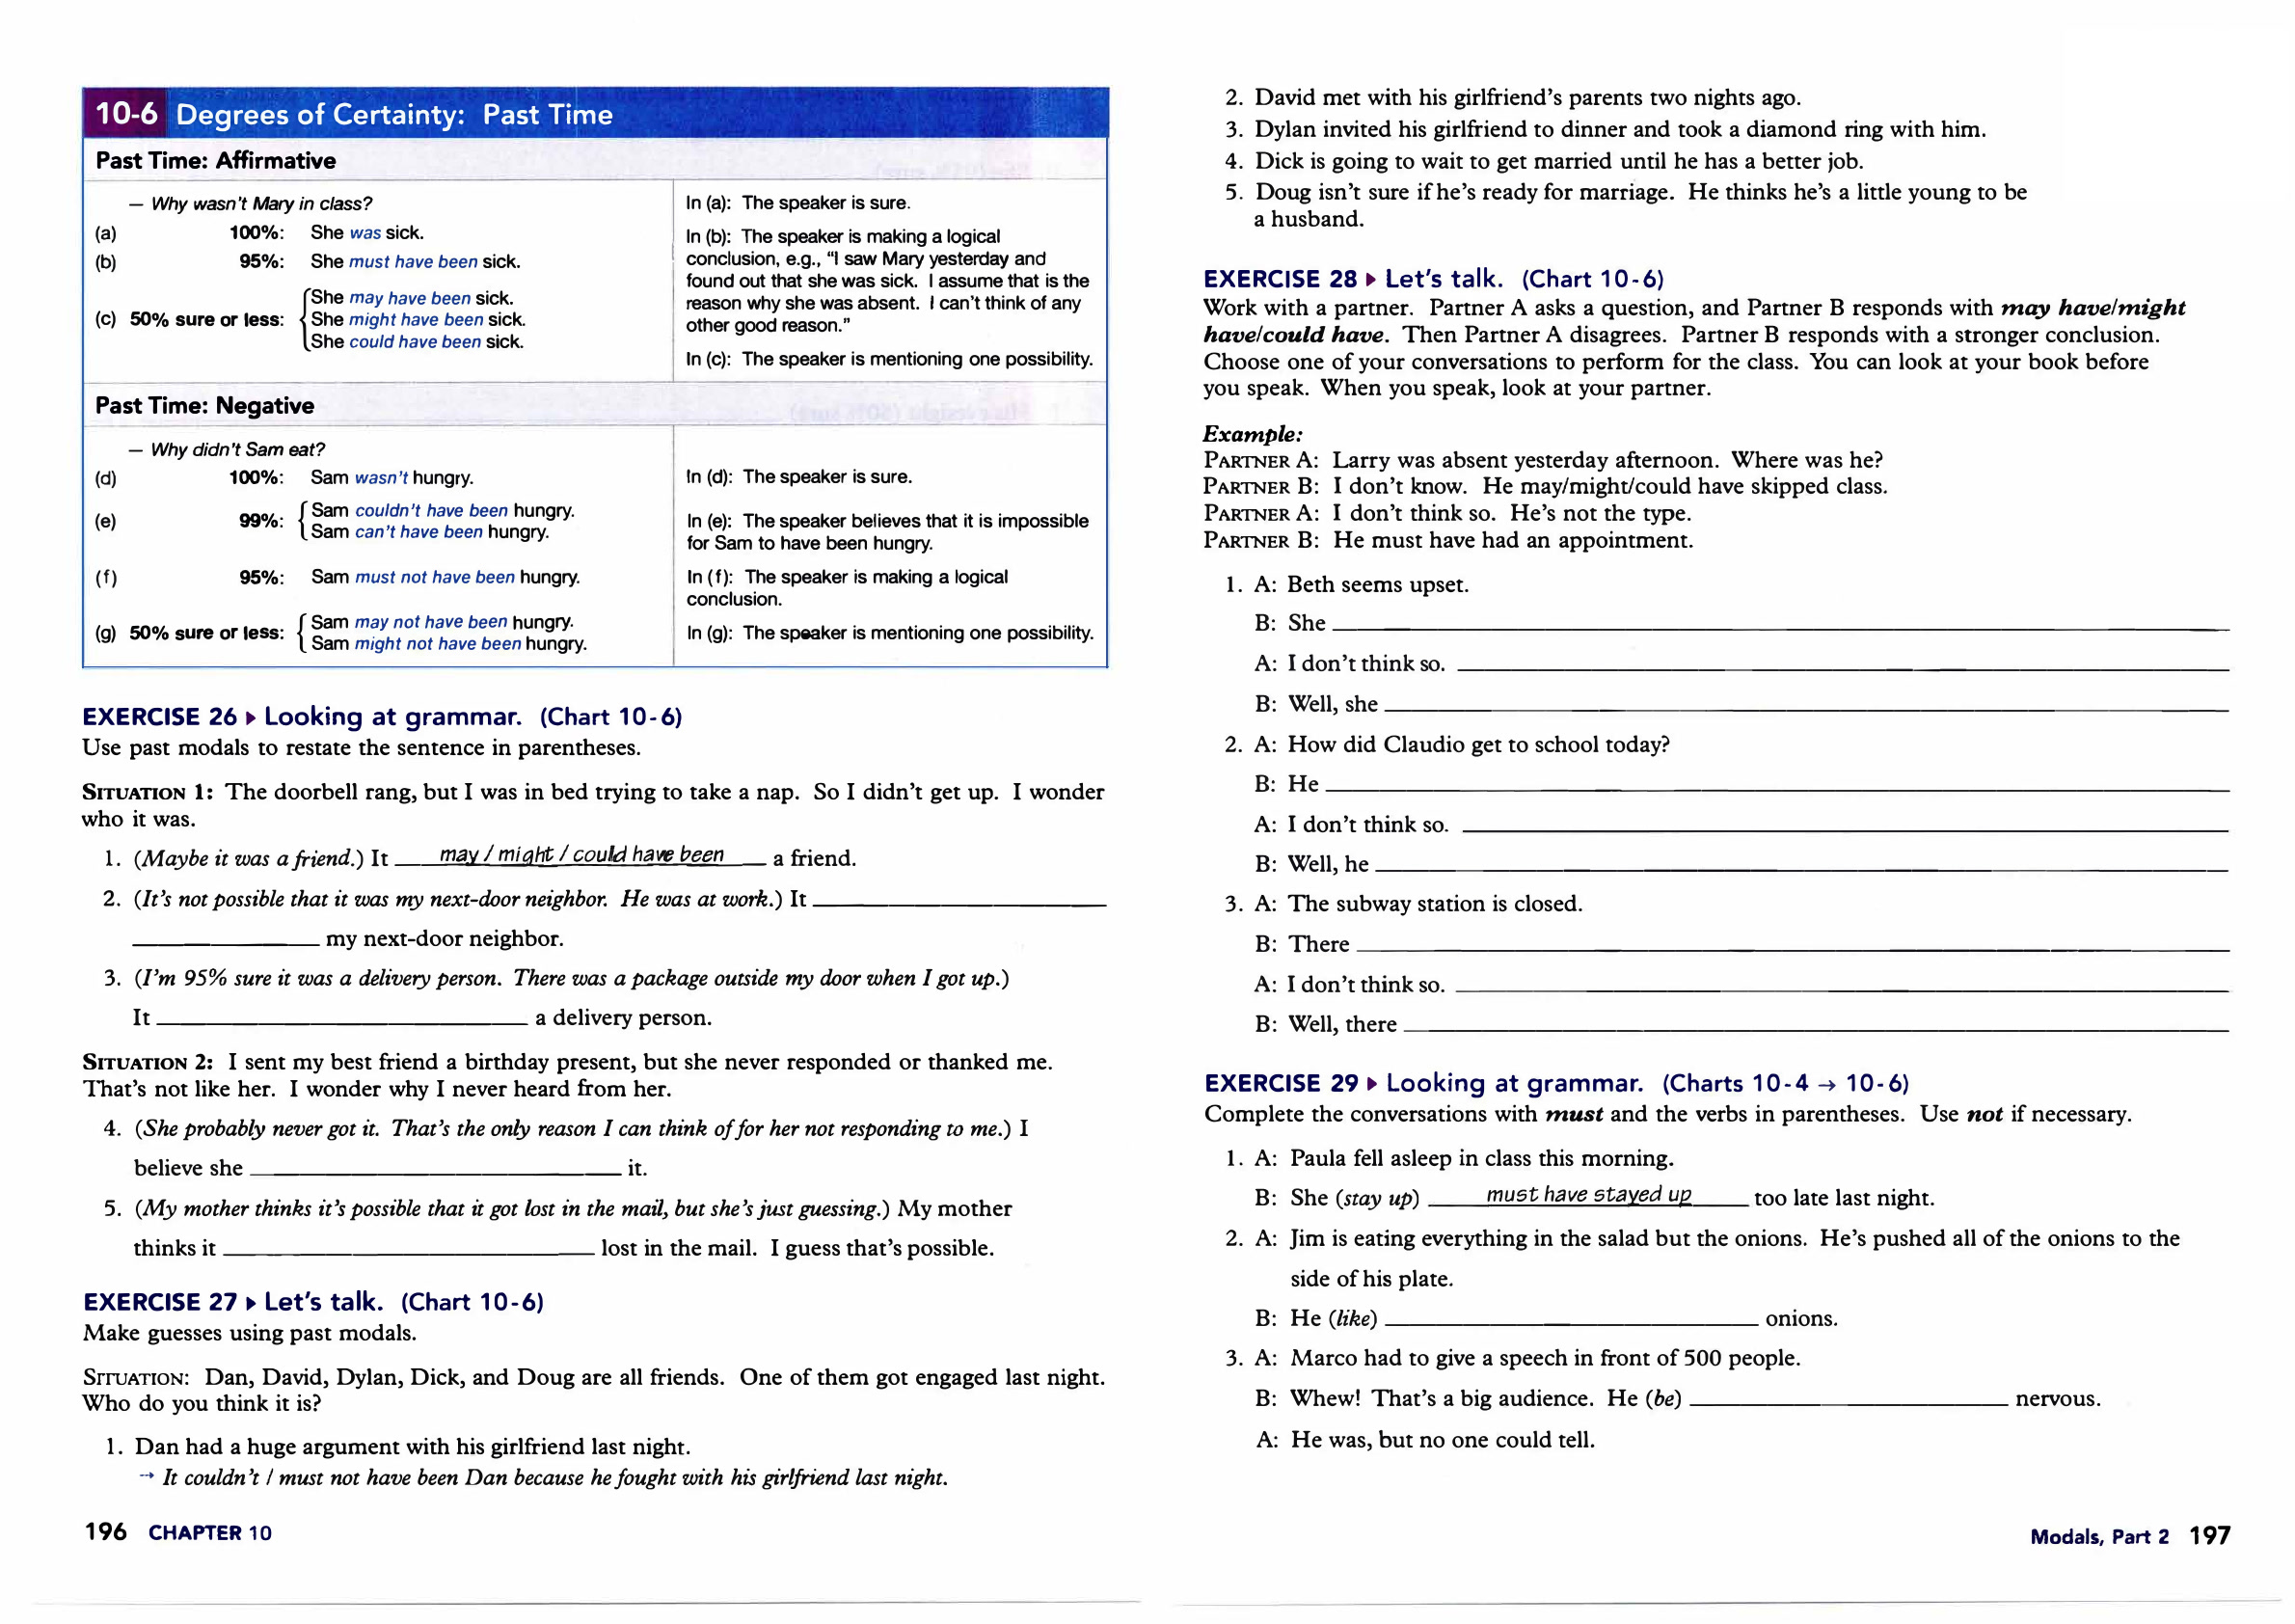 10-6 Degrees of Certainty: Past Time
Past Time: Affirmative
— Why wasn't Mary in class?
(a) 100%: She was sick.
(b) 95%: She must have been sick.
(c) 50% sure or less: She may have been sick.
She might have been sick.
She could have been sick.
In (a): The speaker is sure.
In (b): The speaker is making a logical
conclusion, e.g., "I saw Mary yesterday and
found out that she was sick. I assume that is the
reason why she was absent. I can't think of any
other good reason."
In (c): The speaker is mentioning one possibility.
Past Time: Negative
— Why didn't Sam eat?
(d) 100%: Sam wasn't hungry.
(e) 99%: Sam couldn't have been hungry.
Sam can't have been hungry.
(f) 95%: Sam must not have been hungry.
(g) 50% sure or less: Sam may not have been hungry.
Sam might not have been hungry.
In (d): The speaker is sure.
In (e): The speaker believes that it is impossible
for Sam to have been hungry.
In (f): The speaker is making a logical
conclusion.
In (g): The speaker is mentioning one possibility.
EXERCISE 26 ▸ Looking at grammar. (Chart 10-6)
Use past modals to restate the sentence in parentheses.
SITUATION 1: The doorbell rang, but I was in bed trying to take a nap. So I didn't get up. I wonder
who it was.
1. (Maybe it was a friend.) It may / might / could have been a friend.
2. (It's not possible that it was my next-door neighbor. He was at work.) It ____
____ my next-door neighbor.
3. (I'm 95% sure it was a delivery person. There was a package outside my door when I got up.)
It ____ a delivery person.
SITUATION 2: I sent my best friend a birthday present, but she never responded or thanked me.
That's not like her. I wonder why I never heard from her.
4. (She probably never got it. That's the only reason I can think of for her not responding to me.) I
believe she ____ it.
5. (My mother thinks it's possible that it got lost in the mail, but she's just guessing.) My mother
thinks it ____ lost in the mail. I guess that's possible.
EXERCISE 27 ▸ Let's talk. (Chart 10-6)
Make guesses using past modals.
SITUATION: Dan, David, Dylan, Dick, and Doug are all friends. One of them got engaged last night.
Who do you think it is?
1. Dan had a huge argument with his girlfriend last night.
→ It couldn't / must not have been Dan because he fought with his girlfriend last night.
196 CHAPTER 10
2. David met with his girlfriend's parents two nights ago.
3. Dylan invited his girlfriend to dinner and took a diamond ring with him.
4. Dick is going to wait to get married until he has a better job.
5. Doug isn't sure if he's ready for marriage. He thinks he's a little young to be
a husband.
EXERCISE 28 ▸ Let's talk. (Chart 10-6)
Work with a partner. Partner A asks a question, and Partner B responds with may have/might
have/could have. Then Partner A disagrees. Partner B responds with a stronger conclusion.
Choose one of your conversations to perform for the class. You can look at your book before
you speak. When you speak, look at your partner.
Example:
PARTNER A: Larry was absent yesterday afternoon. Where was he?
PARTNER B: I don't know. He may/might/could have skipped class.
PARTNER A: I don't think so. He's not the type.
PARTNER B: He must have had an appointment.
1. A: Beth seems upset.
B: She ____
A: I don't think so. ____
B: Well, she ____
2. A: How did Claudio get to school today?
B: He ____
A: I don't think so. ____
B: Well, he ____
3. A: The subway station is closed.
B: There ____
A: I don't think so. ____
B: Well, there ____
EXERCISE 29 ▸ Looking at grammar. (Charts 10-4 → 10-6)
Complete the conversations with must and the verbs in parentheses. Use not if necessary.
1. A: Paula fell asleep in class this morning.
B: She (stay up) must have stayed up too late last night.
2. A: Jim is eating everything in the salad but the onions. He's pushed all of the onions to the
side of his plate.
B: He (like) ____ onions.
3. A: Marco had to give a speech in front of 500 people.
B: Whew! That's a big audience. He (be) ____ nervous.
A: He was, but no one could tell.
Modals, Part 2 197